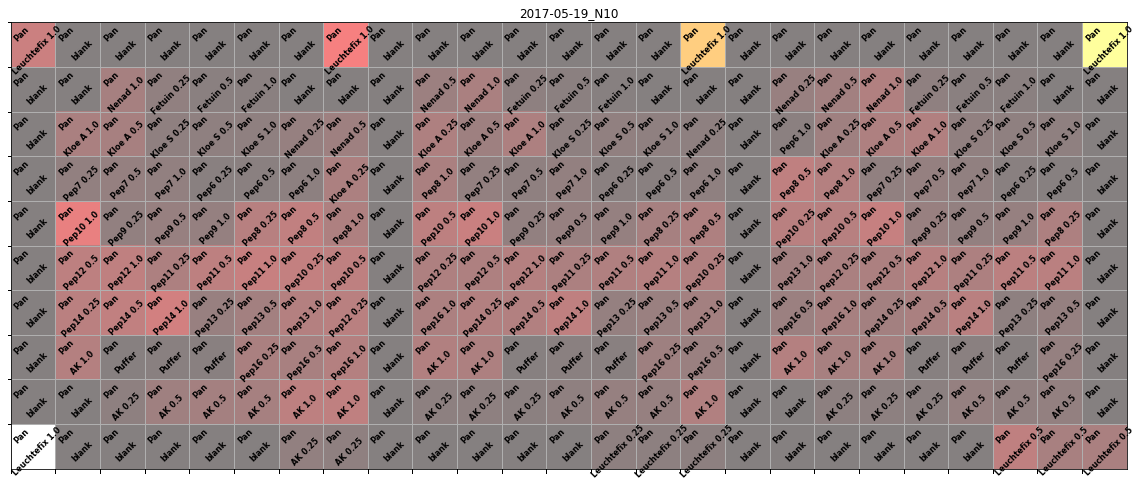 2017-05-19_N10
Pan Pan Pan Pan Pan Pan Pan Pan Pan Pan Pan Pan Pan Pan Pan Pan Pan Pan Pan Pan Pan Pan Pan Pan Pan
Leuchtefix 1.0 blank blank blank blank blank blank Leuchtefix 1.0 blank blank blank blank blank blank blank Leuchtefix 1.0 blank blank blank blank blank blank blank blank Leuchtefix 1.0
Pan Pan Pan Pan Pan Pan Pan Pan Pan Pan Pan Pan Pan Pan Pan Pan Pan Pan Pan Pan Pan Pan Pan Pan Pan
blank blank Nenad 1.0 Fetuin 0.25 Fetuin 0.5 Fetuin 1.0 blank blank blank Nenad 0.5 Nenad 1.0 Fetuin 0.25 Fetuin 0.5 Fetuin 1.0 blank blank blank Nenad 0.25 Nenad 0.5 Nenad 1.0 Fetuin 0.25 Fetuin 0.5 Fetuin 1.0 blank blank
Pan Pan Pan Pan Pan Pan Pan Pan Pan Pan Pan Pan Pan Pan Pan Pan Pan Pan Pan Pan Pan Pan Pan Pan Pan
blank Kloe A 1.0 Kloe A 0.5 Kloe S 0.25 Kloe S 0.5 Kloe S 1.0 Nenad 0.25 Nenad 0.5 blank Kloe A 0.25 Kloe A 0.5 Kloe A 1.0 Kloe S 0.25 Kloe S 0.5 Kloe S 1.0 Nenad 0.25 blank Pep6 1.0 Kloe A 0.25 Kloe A 0.5 Kloe A 1.0 Kloe S 0.25 Kloe S 0.5 Kloe S 1.0 blank
Pan Pan Pan Pan Pan Pan Pan Pan Pan Pan Pan Pan Pan Pan Pan Pan Pan Pan Pan Pan Pan Pan Pan Pan Pan
blank Pep7 0.25 Pep7 0.5 Pep7 1.0 Pep6 0.25 Pep6 0.5 Pep6 1.0 Kloe A 0.25 blank Pep8 1.0 Pep7 0.25 Pep7 0.5 Pep7 1.0 Pep6 0.25 Pep6 0.5 Pep6 1.0 blank Pep8 0.5 Pep8 1.0 Pep7 0.25 Pep7 0.5 Pep7 1.0 Pep6 0.25 Pep6 0.5 blank
Pan Pan Pan Pan Pan Pan Pan Pan Pan Pan Pan Pan Pan Pan Pan Pan Pan Pan Pan Pan Pan Pan Pan Pan Pan
blank Pep10 1.0 Pep9 0.25 Pep9 0.5 Pep9 1.0 Pep8 0.25 Pep8 0.5 Pep8 1.0 blank Pep10 0.5 Pep10 1.0 Pep9 0.25 Pep9 0.5 Pep9 1.0 Pep8 0.25 Pep8 0.5 blank Pep10 0.25 Pep10 0.5 Pep10 1.0 Pep9 0.25 Pep9 0.5 Pep9 1.0 Pep8 0.25 blank
Pan Pan Pan Pan Pan Pan Pan Pan Pan Pan Pan Pan Pan Pan Pan Pan Pan Pan Pan Pan Pan Pan Pan Pan Pan
blank Pep12 0.5 Pep12 1.0 Pep11 0.25 Pep11 0.5 Pep11 1.0 Pep10 0.25 Pep10 0.5 blank Pep12 0.25 Pep12 0.5 Pep12 1.0 Pep11 0.25 Pep11 0.5 Pep11 1.0 Pep10 0.25 blank Pep13 1.0 Pep12 0.25 Pep12 0.5 Pep12 1.0 Pep11 0.25 Pep11 0.5 Pep11 1.0 blank
Pan Pan Pan Pan Pan Pan Pan Pan Pan Pan Pan Pan Pan Pan Pan Pan Pan Pan Pan Pan Pan Pan Pan Pan Pan
blank Pep14 0.25 Pep14 0.5 Pep14 1.0 Pep13 0.25 Pep13 0.5 Pep13 1.0 Pep12 0.25 blank Pep16 1.0 Pep14 0.25 Pep14 0.5 Pep14 1.0 Pep13 0.25 Pep13 0.5 Pep13 1.0 blank Pep16 0.5 Pep16 1.0 Pep14 0.25 Pep14 0.5 Pep14 1.0 Pep13 0.25 Pep13 0.5 blank
Pan Pan Pan Pan Pan Pan Pan Pan Pan Pan Pan Pan Pan Pan Pan Pan Pan Pan Pan Pan Pan Pan Pan Pan Pan
blank AK 1.0 Puffer Puffer Puffer Pep16 0.25 Pep16 0.5 Pep16 1.0 blank AK 1.0 AK 1.0 Puffer Puffer Puffer Pep16 0.25 Pep16 0.5 blank AK 1.0 AK 1.0 AK 1.0 Puffer Puffer Puffer Pep16 0.25 blank
Pan Pan Pan Pan Pan Pan Pan Pan Pan Pan Pan Pan Pan Pan Pan Pan Pan Pan Pan Pan Pan Pan Pan Pan Pan
blank blank AK 0.25 AK 0.5 AK 0.5 AK 0.5 AK 1.0 AK 1.0 blank AK 0.25 AK 0.25 AK 0.25 AK 0.5 AK 0.5 AK 0.5 AK 1.0 blank blank AK 0.25 AK 0.25 AK 0.25 AK 0.5 AK 0.5 AK 0.5 blank
Pan Pan Pan Pan Pan Pan Pan Pan Pan Pan Pan Pan Pan Pan Pan Pan Pan Pan Pan Pan Pan Pan Pan Pan Pan
Leuchtefix 1.0 blank blank blank blank blank AK 0.25 AK 0.25 blank blank blank blank blank Leuchtefix 0.25 Leuchtefix 0.25 Leuchtefix 0.25 blank blank blank blank blank blank Leuchtefix 0.5 Leuchtefix 0.5 Leuchtefix 0.5